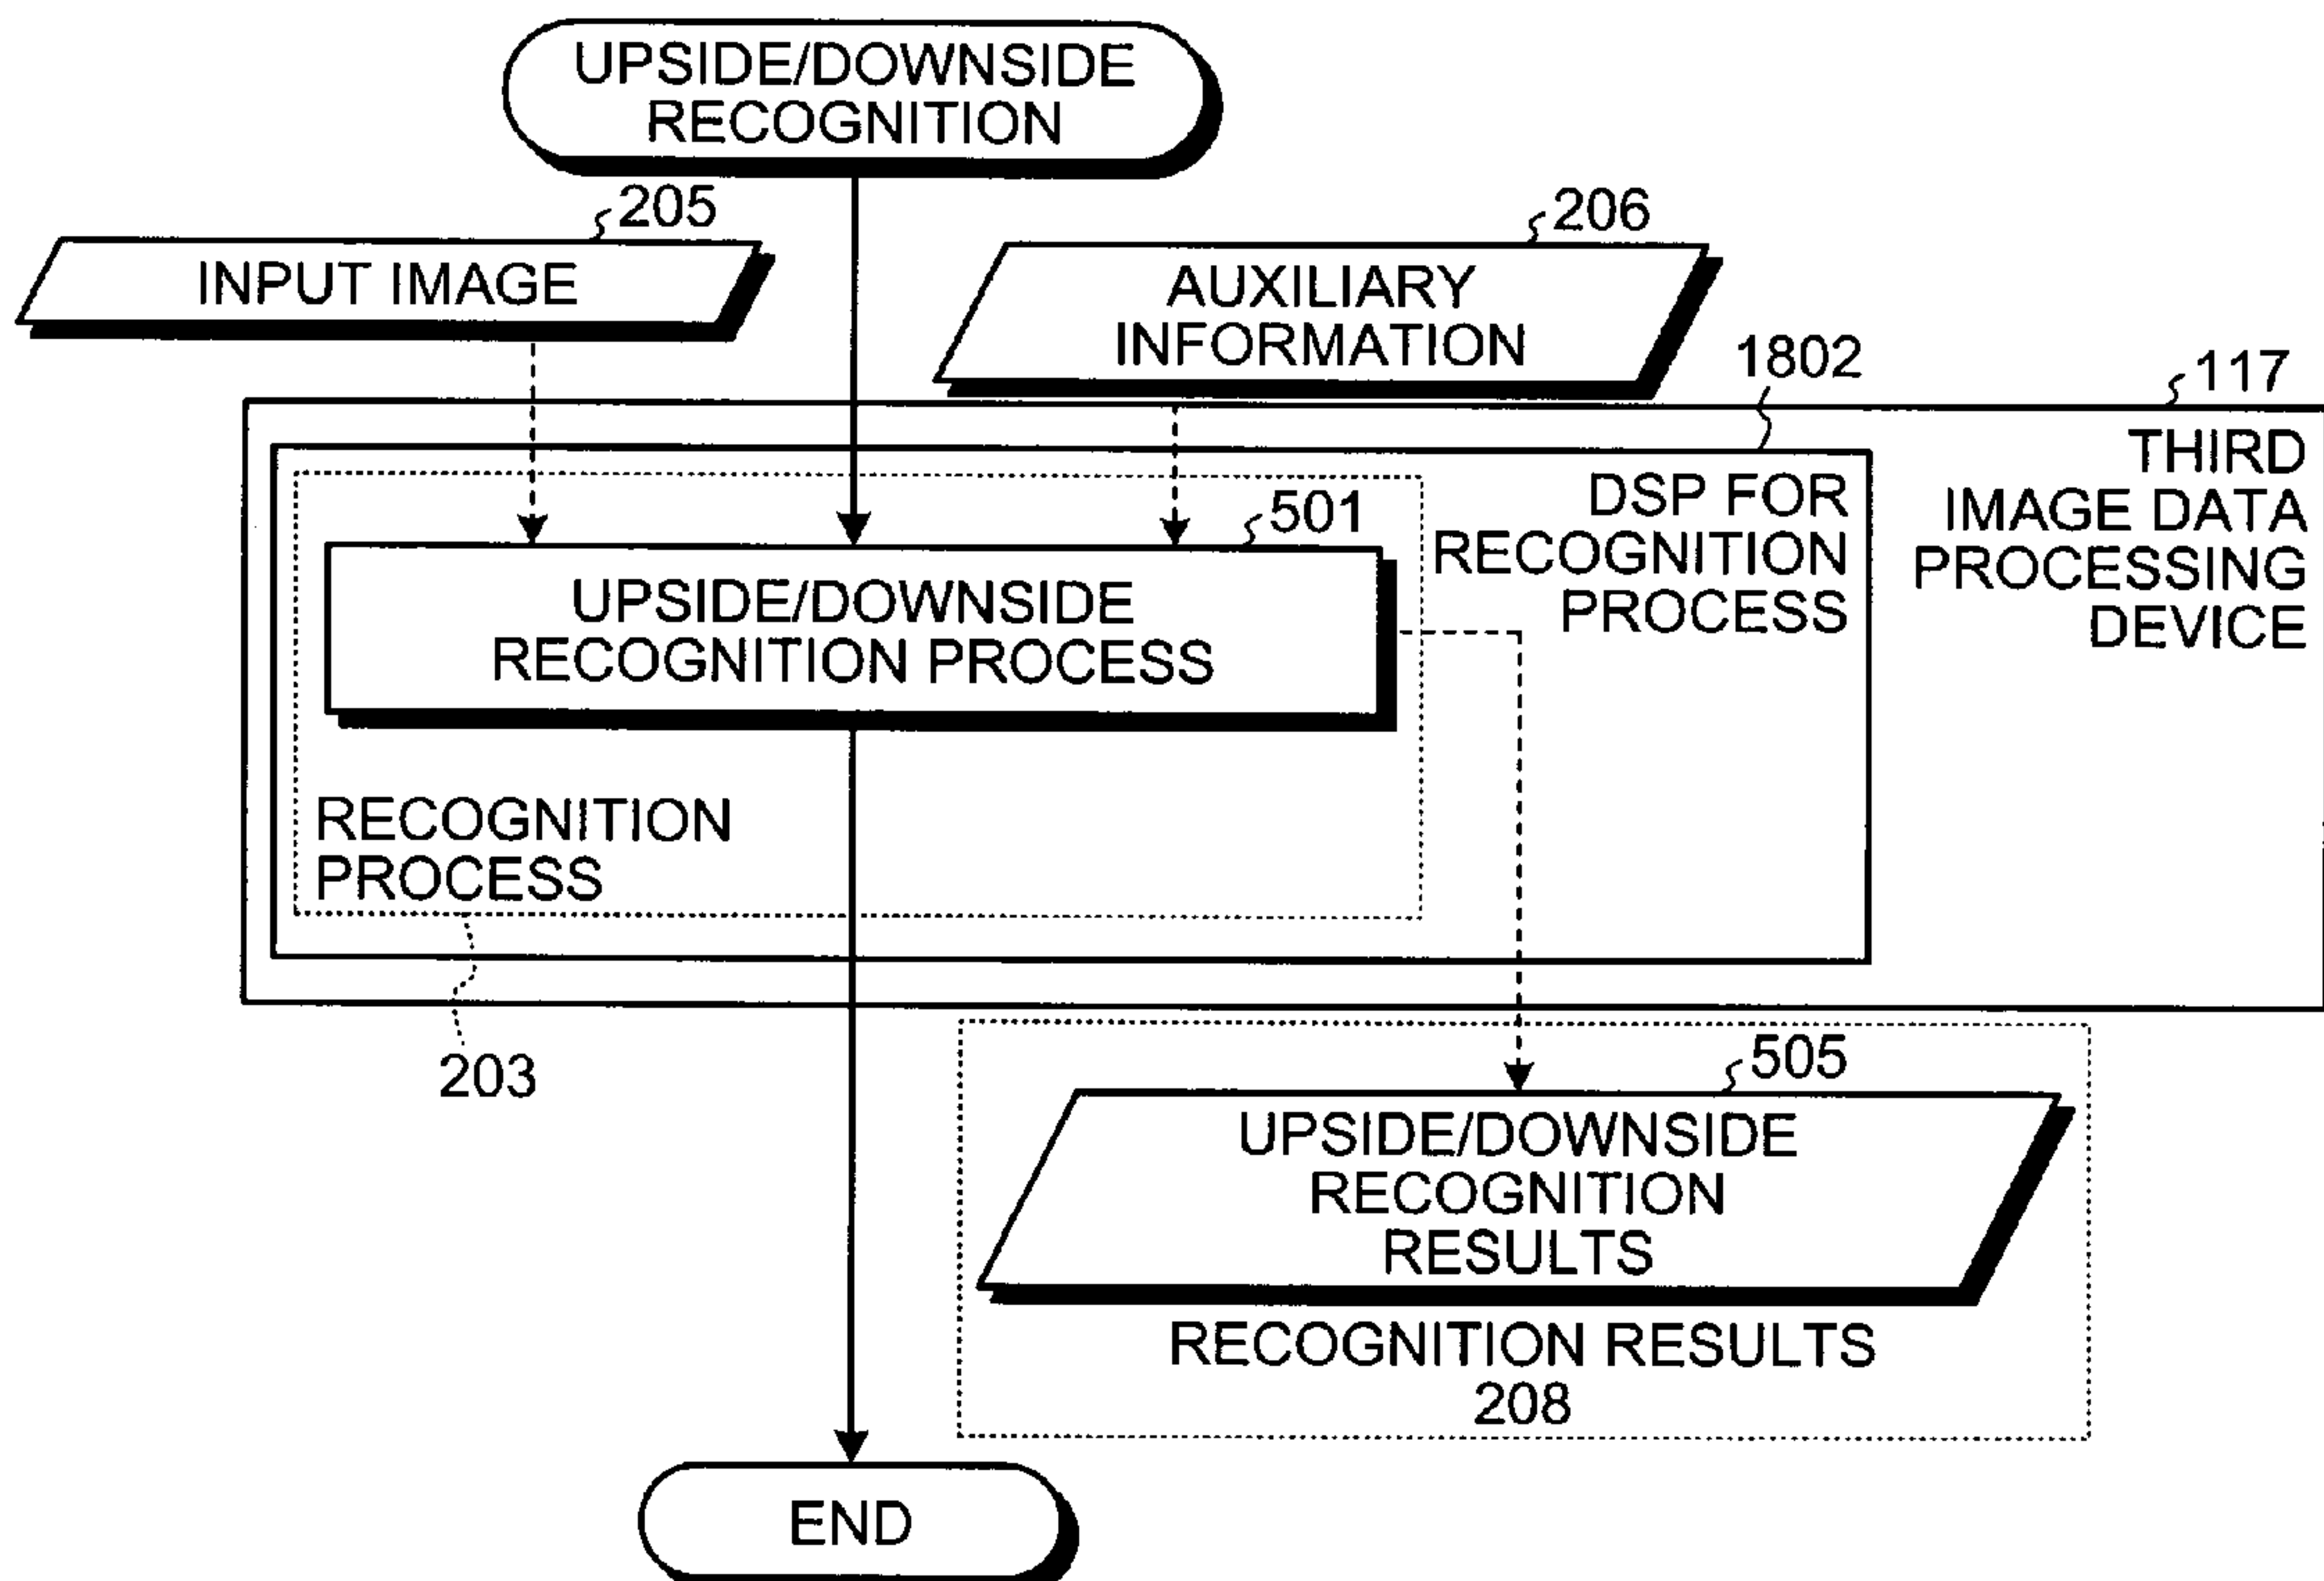 UPSIDE/DOWNSIDE
RECOGNITION
205
INPUT IMAGE
206
AUXILIARY
INFORMATION
1802
117
THIRD
IMAGE DATA
PROCESSING
DEVICE
DSP FOR
RECOGNITION
PROCESS
501
UPSIDE/DOWNSIDE
RECOGNITION PROCESS
RECOGNITION
PROCESS
203
505
UPSIDE/DOWNSIDE
RECOGNITION
RESULTS
RECOGNITION RESULTS
208
END